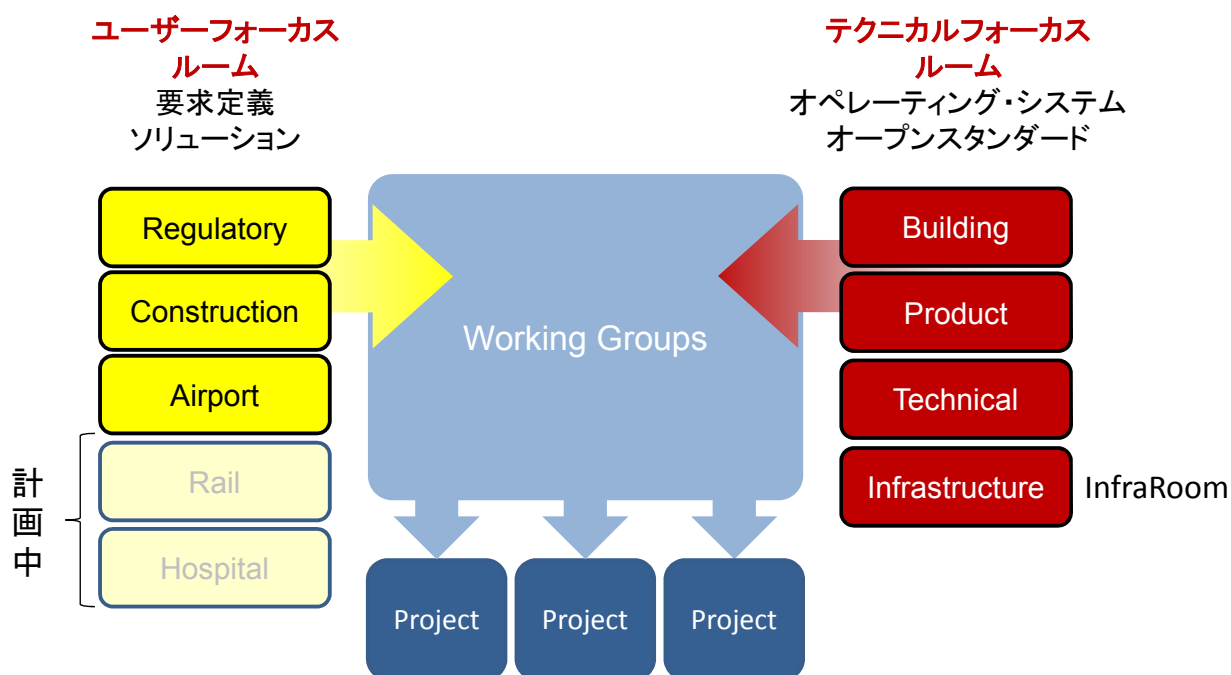 ユーザーフォーカス
ルーム
要求定義
ソリューション
Regulatory
Construction
Airport
Rail
Hospital
計
画
中
Working Groups
Project
Project
Project
テクニカルフォーカス
ルーム
オペレーティング・システム
オープンスタンダード
Building
Product
Technical
Infrastructure
InfraRoom